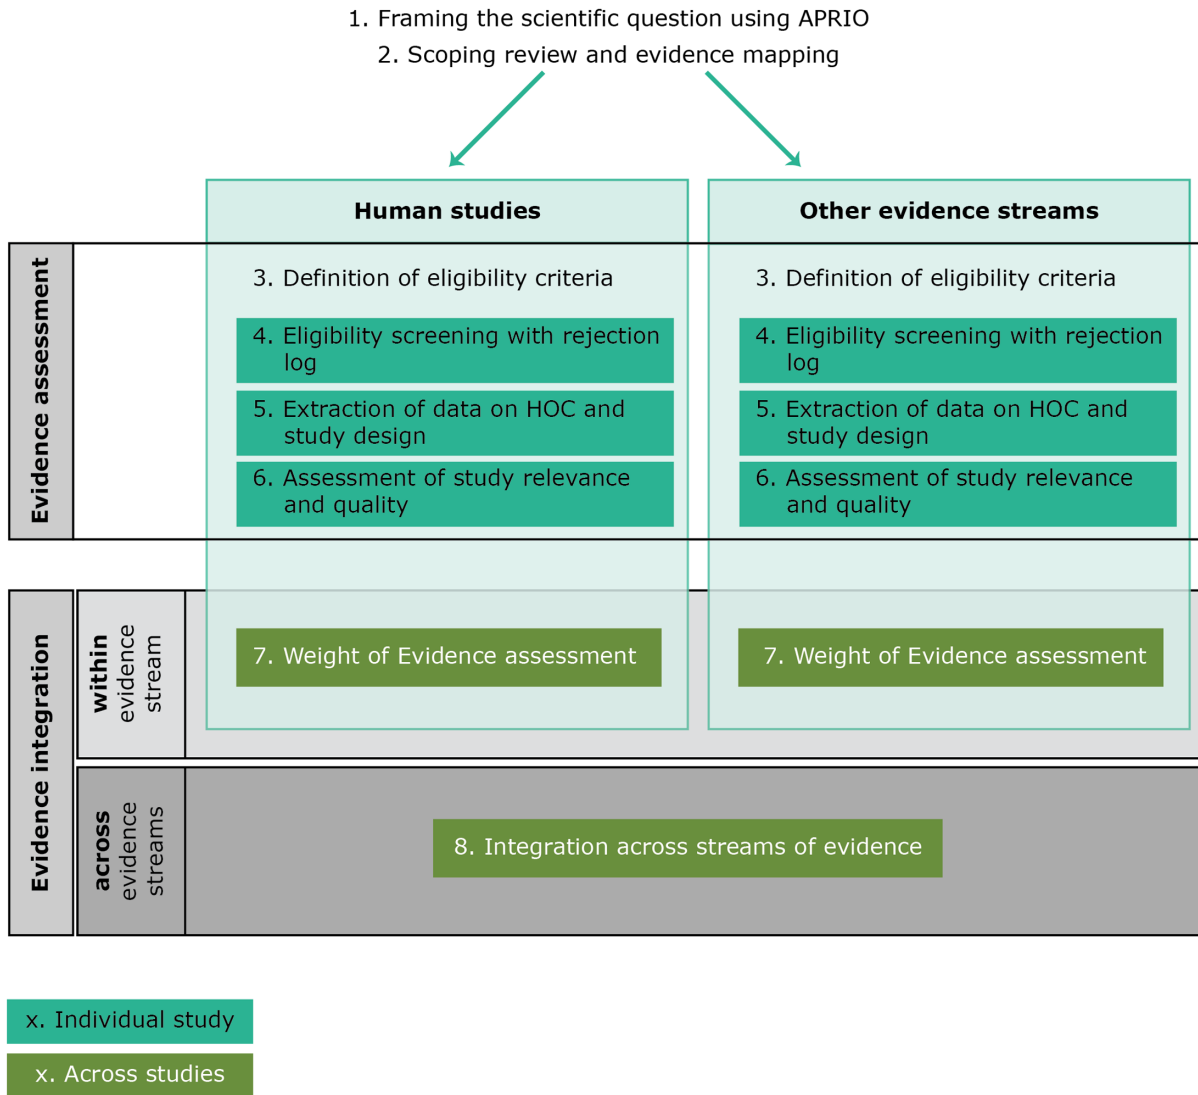 1. Framing the scientific question using APRIO
2. Scoping review and evidence mapping
Human studies
Other evidence streams
Evidence assessment
3. Definition of eligibility criteria
4. Eligibility screening with rejection
log
5. Extraction of data on HOC and
study design
6. Assessment of study relevance
and quality
3. Definition of eligibility criteria
4. Eligibility screening with rejection
log
5. Extraction of data on HOC and
study design
6. Assessment of study relevance
and quality
Evidence integration
within
evidence
stream
7. Weight of Evidence assessment
7. Weight of Evidence assessment
across
evidence
streams
8. Integration across streams of evidence
x. Individual study
x. Across studies